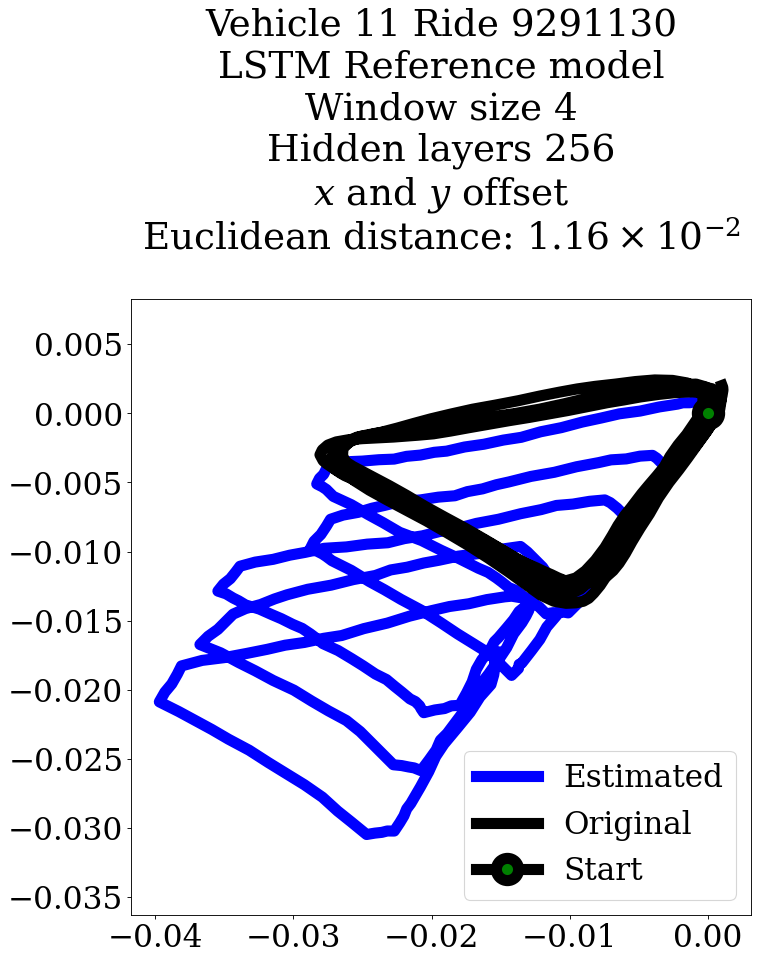 Vehicle 11 Ride 9291130
LSTM Reference model
Window size 4
Hidden layers 256
x and y offset
Euclidean distance: 1.16 × 10⁻²
0.005
0.000
−0.005
−0.010
−0.015
−0.020
−0.025
−0.030
−0.035
Estimated
Original
Start
−0.04 −0.03 −0.02 −0.01 0.00